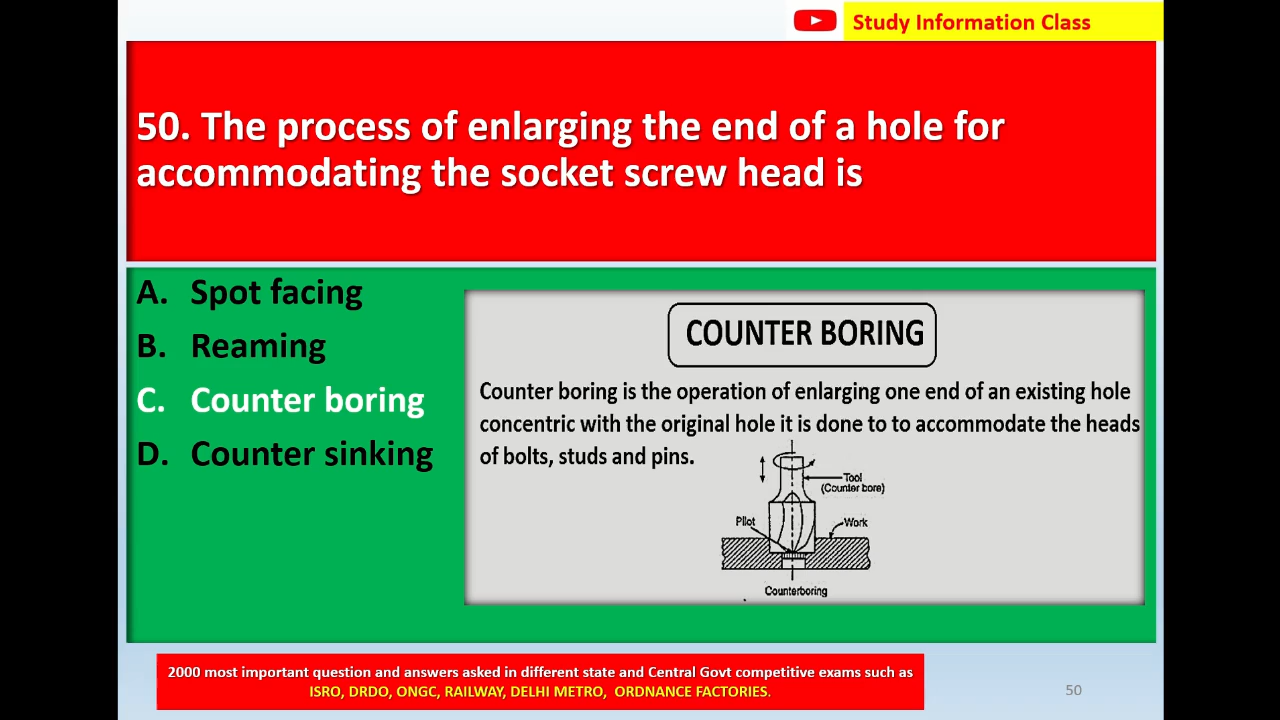 Study Information Class
50. The process of enlarging the end of a hole for
accommodating the socket screw head is
A. Spot facing
B. Reaming
C. Counter boring
D. Counter sinking
COUNTER BORING
Counter boring is the operation of enlarging one end of an existing hole
concentric with the original hole it is done to to accommodate the heads
of bolts, studs and pins.
Tool
(Counter bore)
Pilot
Work
Counterboring
2000 most important question and answers asked in different state and Central Govt competitive exams such as
ISRO, DRDO, ONGC, RAILWAY, DELHI METRO, ORDNANCE FACTORIES.
50